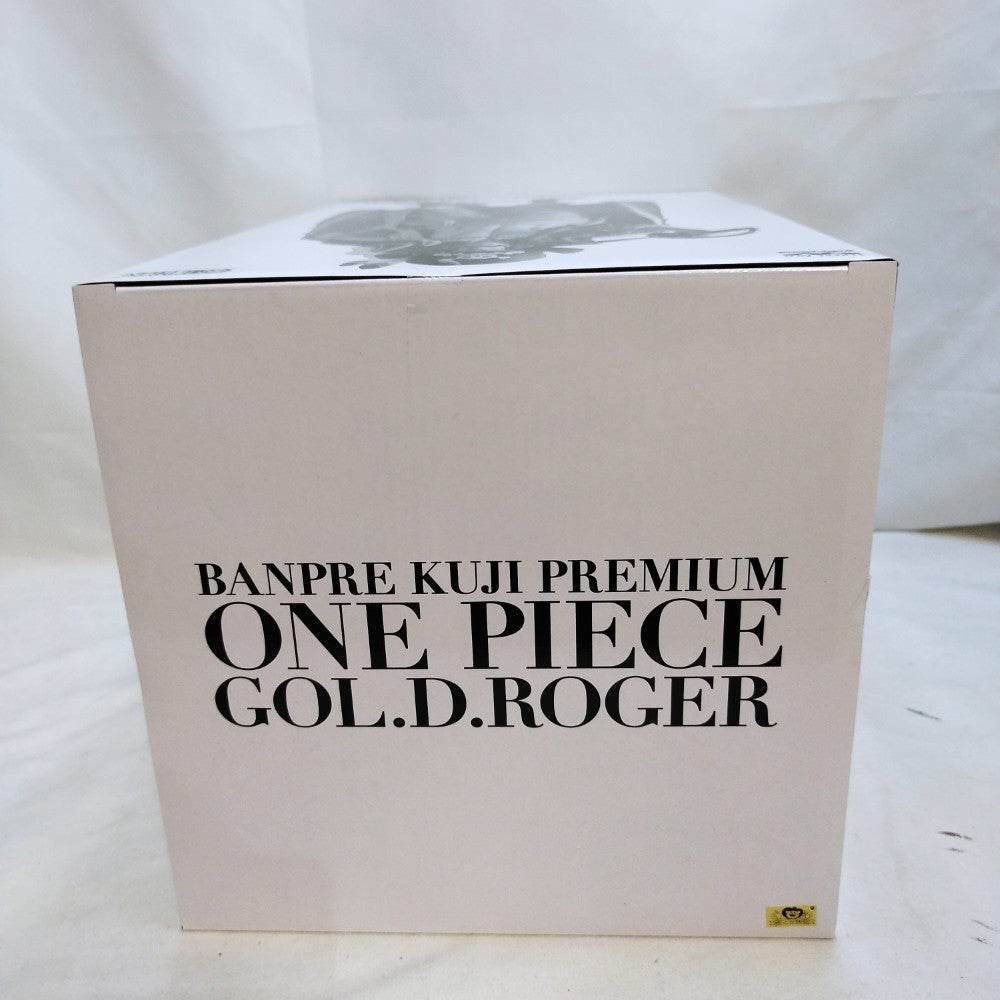 BANPRE KUJI PREMIUM
ONE PIECE
GOL.D.ROGER